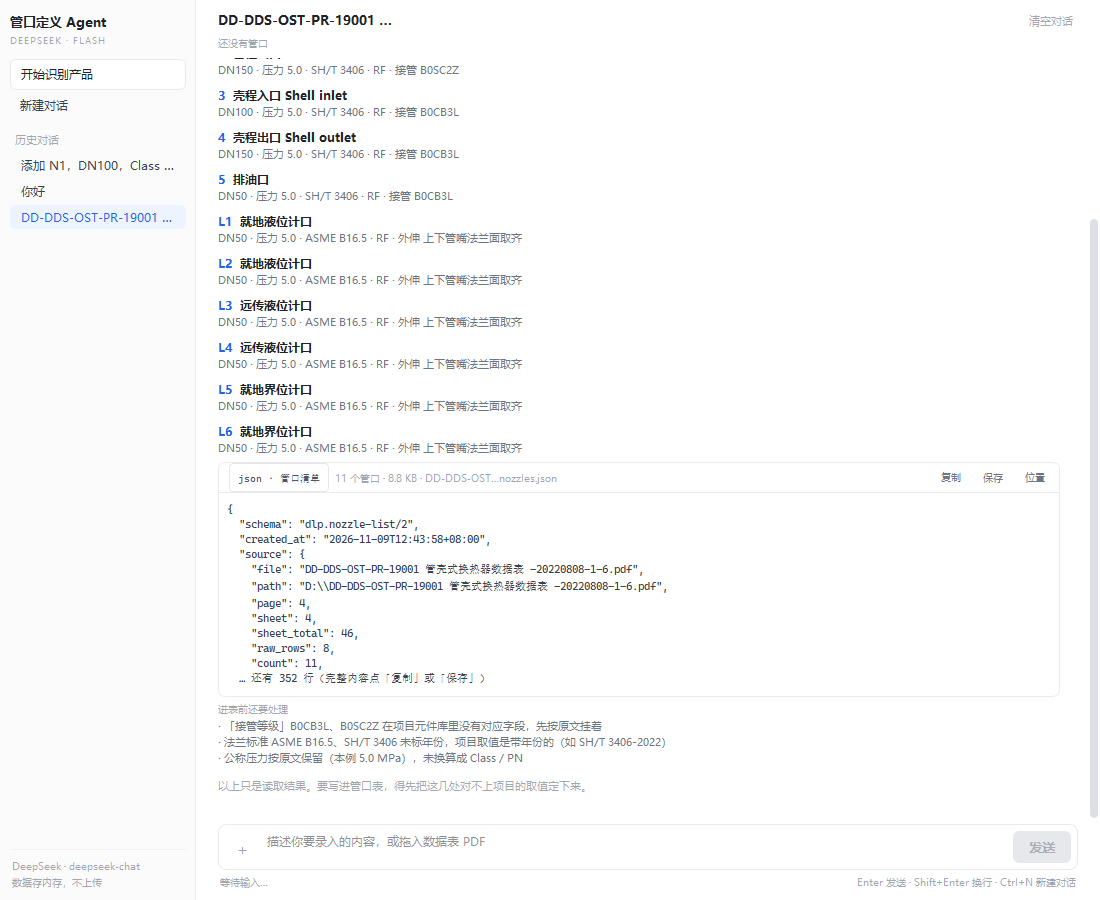 管口定义 Agent
DEEPSEEK · FLASH
开始识别产品
新建对话
历史对话
添加 N1，DN100，Class ...
你好
DD-DDS-OST-PR-19001 ...
DeepSeek · deepseek-chat
数据存内存，不上传
DD-DDS-OST-PR-19001 ...
清空对话
还没有管口
DN150 · 压力 5.0 · SH/T 3406 · RF · 接管 B0SC2Z
3 壳程入口 Shell inlet
DN100 · 压力 5.0 · SH/T 3406 · RF · 接管 B0CB3L
4 壳程出口 Shell outlet
DN150 · 压力 5.0 · SH/T 3406 · RF · 接管 B0CB3L
5 排油口
DN50 · 压力 5.0 · SH/T 3406 · RF · 接管 B0CB3L
L1 就地液位计口
DN50 · 压力 5.0 · ASME B16.5 · RF · 外伸 上下管嘴法兰面取齐
L2 就地液位计口
DN50 · 压力 5.0 · ASME B16.5 · RF · 外伸 上下管嘴法兰面取齐
L3 远传液位计口
DN50 · 压力 5.0 · ASME B16.5 · RF · 外伸 上下管嘴法兰面取齐
L4 远传液位计口
DN50 · 压力 5.0 · ASME B16.5 · RF · 外伸 上下管嘴法兰面取齐
L5 就地界位计口
DN50 · 压力 5.0 · ASME B16.5 · RF · 外伸 上下管嘴法兰面取齐
L6 就地界位计口
DN50 · 压力 5.0 · ASME B16.5 · RF · 外伸 上下管嘴法兰面取齐
json · 管口清单 11 个管口 · 8.8 KB · DD-DDS-OST...nozzles.json 复制 保存 位置
{
"schema": "dlp.nozzle-list/2",
"created_at": "2026-11-09T12:43:58+08:00",
"source": {
"file": "DD-DDS-OST-PR-19001 管壳式换热器数据表 -20220808-1-6.pdf",
"path": "D:\\DD-DDS-OST-PR-19001 管壳式换热器数据表 -20220808-1-6.pdf",
"page": 4,
"sheet": 4,
"sheet_total": 46,
"raw_rows": 8,
"count": 11,
… 还有 352 行（完整内容点「复制」或「保存」）
进表前还要处理
· 「接管等级」B0CB3L、B0SC2Z 在项目元件库里没有对应字段，先按原文挂着
· 法兰标准 ASME B16.5、SH/T 3406 未标年份，项目取值是带年份的（如 SH/T 3406-2022）
· 公称压力按原文保留（本例 5.0 MPa），未换算成 Class / PN
以上只是读取结果。要写进管口表，得先把这几处对不上项目的取值定下来。
+ 描述你要录入的内容，或拖入数据表 PDF
发送
等待输入...
Enter 发送 · Shift+Enter 换行 · Ctrl+N 新建对话